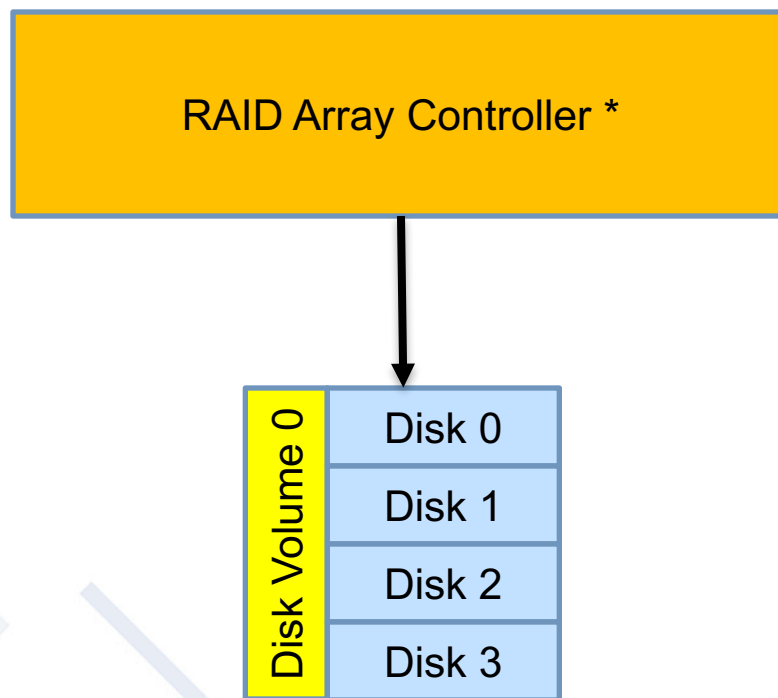 RAID Array Controller *
Disk Volume 0
Disk 0
Disk 1
Disk 2
Disk 3